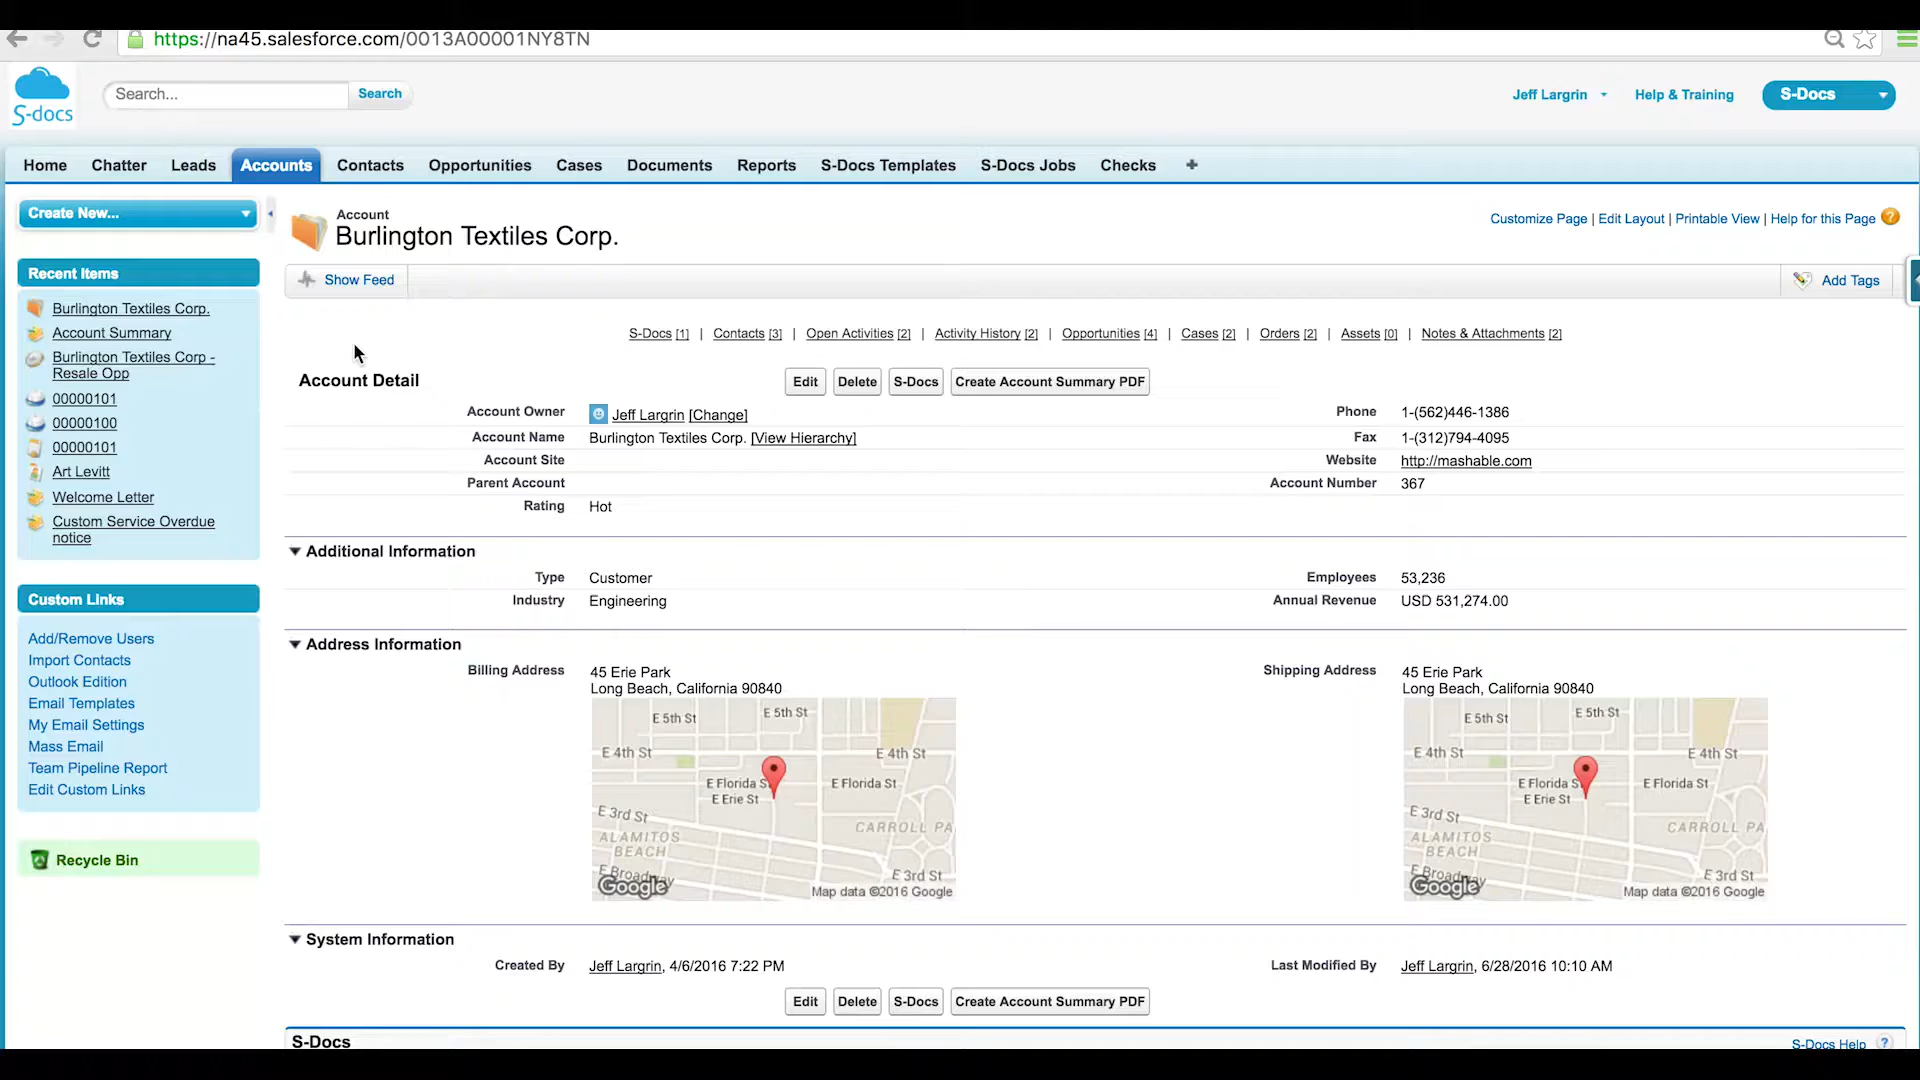 https://na45.salesforce.com/0013A00001NY8TN
S-docs
Search...
Search
Jeff Largrin
Help & Training
S-Docs
Home Chatter Leads Accounts Contacts Opportunities Cases Documents Reports S-Docs Templates S-Docs Jobs Checks +
Create New...
Recent Items
Burlington Textiles Corp.
Account Summary
Burlington Textiles Corp -
Resale Opp
00000101
00000100
00000101
Art Levitt
Welcome Letter
Custom Service Overdue
notice
Custom Links
Add/Remove Users
Import Contacts
Outlook Edition
Email Templates
My Email Settings
Mass Email
Team Pipeline Report
Edit Custom Links
Recycle Bin
Account
Burlington Textiles Corp.
Customize Page | Edit Layout | Printable View | Help for this Page ?
Show Feed
Add Tags
S-Docs [1] | Contacts [3] | Open Activities [2] | Activity History [2] | Opportunities [4] | Cases [2] | Orders [2] | Assets [0] | Notes & Attachments [2]
Account Detail
Edit Delete S-Docs Create Account Summary PDF
Account Owner Jeff Largrin [Change] Phone 1-(562)446-1386
Account Name Burlington Textiles Corp. [View Hierarchy] Fax 1-(312)794-4095
Account Site Website http://mashable.com
Parent Account Account Number 367
Rating Hot
Additional Information
Type Customer Employees 53,236
Industry Engineering Annual Revenue USD 531,274.00
Address Information
Billing Address 45 Erie Park
Long Beach, California 90840
E 5th St E 5th St
E 4th St E 4th St
E Florida St E Florida St
E Erie St
E 3rd St
CARROLL PA
ALAMITOS
BEACH
E 3rd St
E Broadway
Google Map data ©2016 Google
Shipping Address 45 Erie Park
Long Beach, California 90840
E 5th St E 5th St
E 4th St E 4th St
E Florida St E Florida St
E Erie St
E 3rd St
CARROLL PA
ALAMITOS
BEACH
E 3rd St
E Broadway
Google Map data ©2016 Google
System Information
Created By Jeff Largrin, 4/6/2016 7:22 PM Last Modified By Jeff Largrin, 6/28/2016 10:10 AM
Edit Delete S-Docs Create Account Summary PDF
S-Docs
S-Docs Help ?